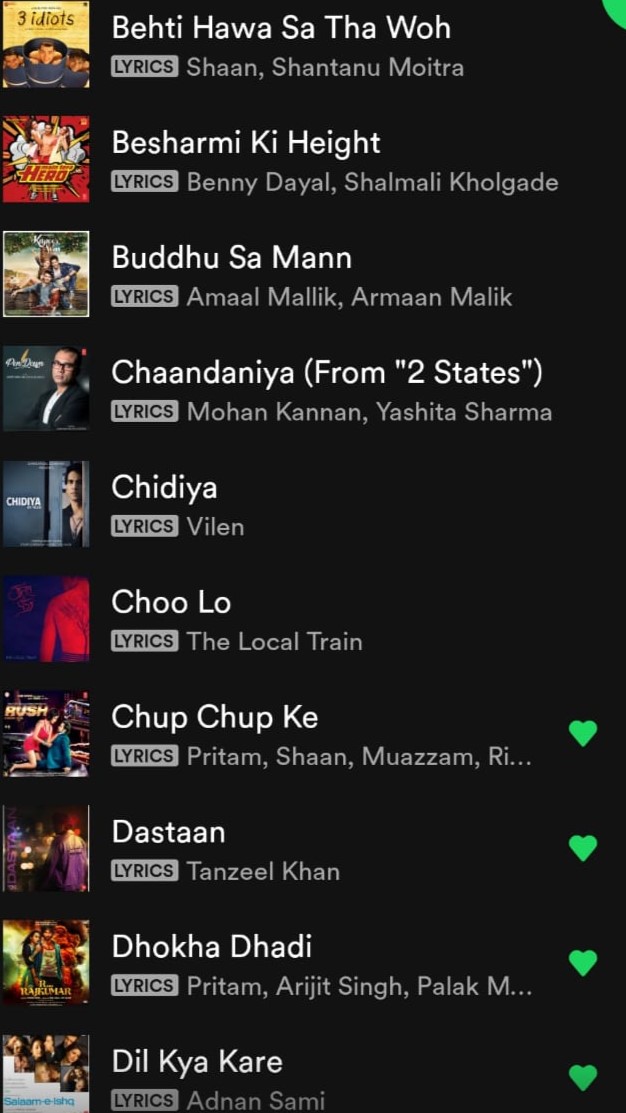 3 idiots
Behti Hawa Sa Tha Woh
LYRICS Shaan, Shantanu Moitra
HERO
Besharmi Ki Height
LYRICS Benny Dayal, Shalmali Kholgade
Buddhu Sa Mann
LYRICS Amaal Mallik, Armaan Malik
Chaandaniya (From "2 States")
LYRICS Mohan Kannan, Yashita Sharma
CHIDIYA
Chidiya
LYRICS Vilen
Choo Lo
LYRICS The Local Train
RUSH
Chup Chup Ke
LYRICS Pritam, Shaan, Muazzam, Ri...
DASTAAN
Dastaan
LYRICS Tanzeel Khan
RAJKUMAR
Dhokha Dhadi
LYRICS Pritam, Arijit Singh, Palak M...
Salaam-e-Ishq
Dil Kya Kare
LYRICS Adnan Sami